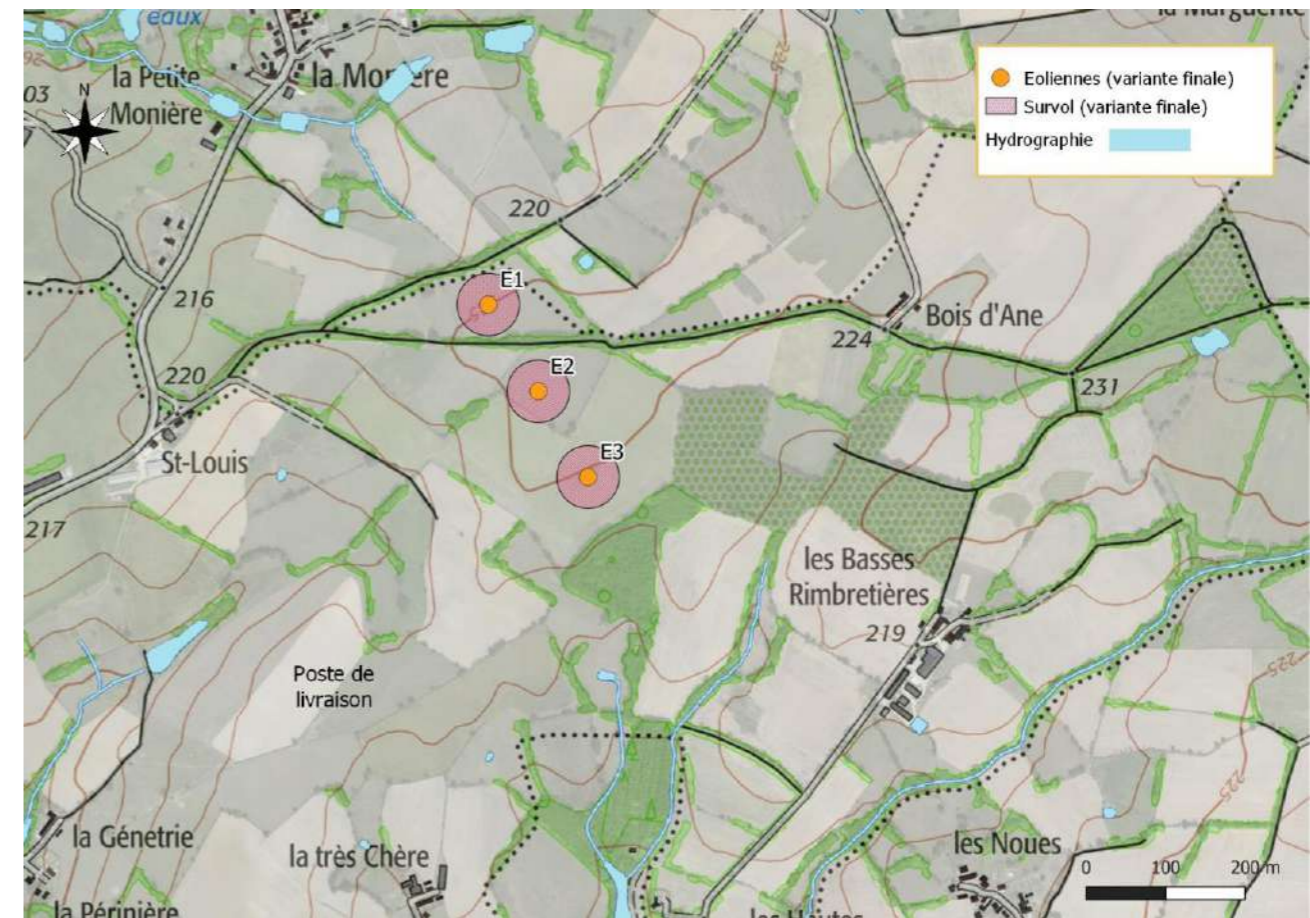 eaux
la Petite
Monière
la Monière
03
N
Eoliennes (variante finale)
Survol (variante finale)
Hydrographie
225
220
E1
216
Bois d'Ane
224
E2
220
231
St-Louis
E3
217
les Basses
Rimbretières
219
Poste de
livraison
225
225
la Génetrie
la très Chère
les Noues
0 100 200 m
la Périnière